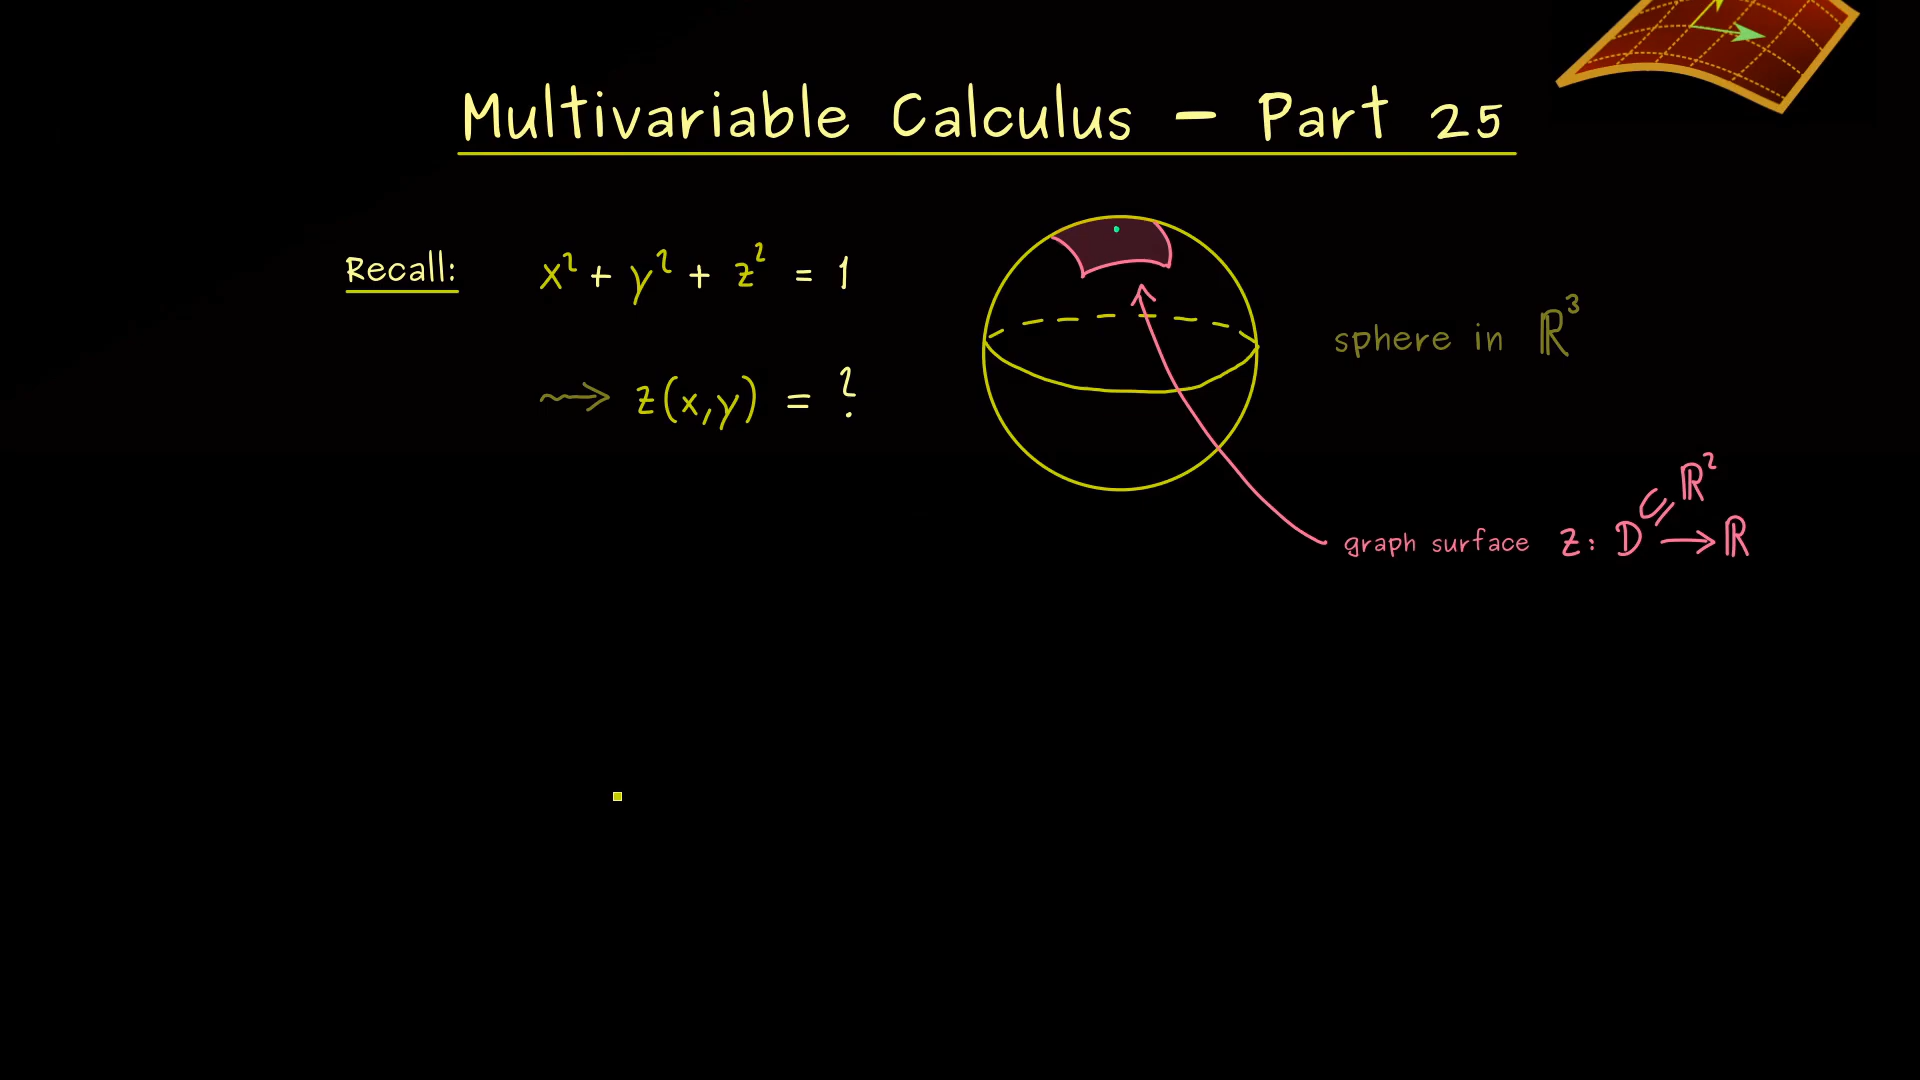 Multivariable Calculus – Part 25
Recall: x² + y² + z² = 1
sphere in ℝ³
⇝ z(x,y) = ?
graph surface z: D ⊆ ℝ² → ℝ